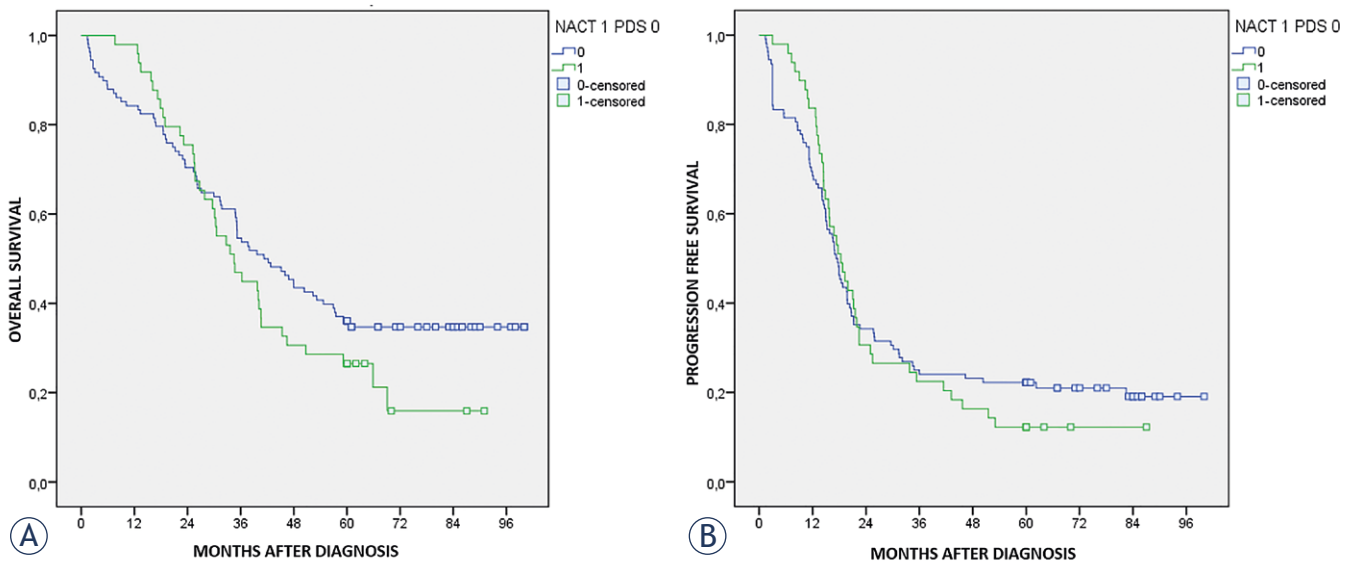 NACT 1 PDS 0
0
1
0-censored
1-censored
1,0
0,8
0,6
0,4
0,2
0,0
OVERALL SURVIVAL
0 12 24 36 48 60 72 84 96
MONTHS AFTER DIAGNOSIS
A
NACT 1 PDS 0
0
1
0-censored
1-censored
1,0
0,8
0,6
0,4
0,2
0,0
PROGRESSION FREE SURVIVAL
0 12 24 36 48 60 72 84 96
MONTHS AFTER DIAGNOSIS
B